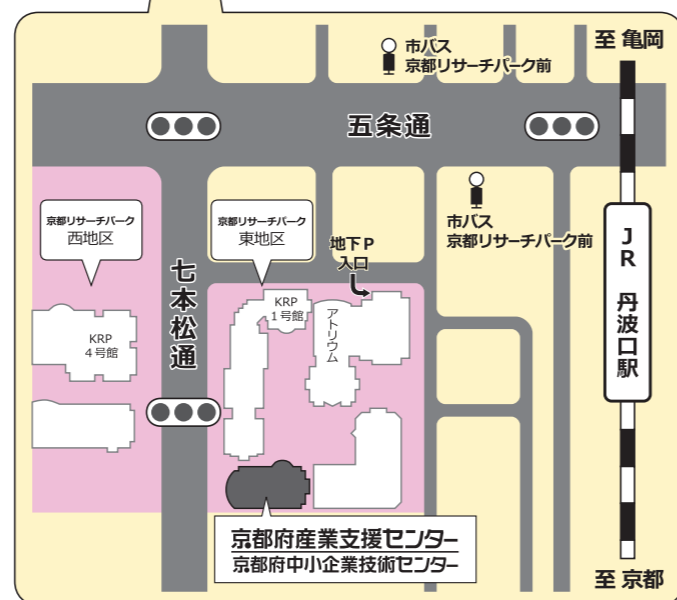 市バス
京都リサーチパーク前
至 亀岡
五条通
市バス
京都リサーチパーク前
京都リサーチパーク
西地区
京都リサーチパーク
東地区
地下P
入口
七本松通
JR 丹波口駅
KRP
1号館
アトリウム
KRP
4号館
京都府産業支援センター
京都府中小企業技術センター
至 京都